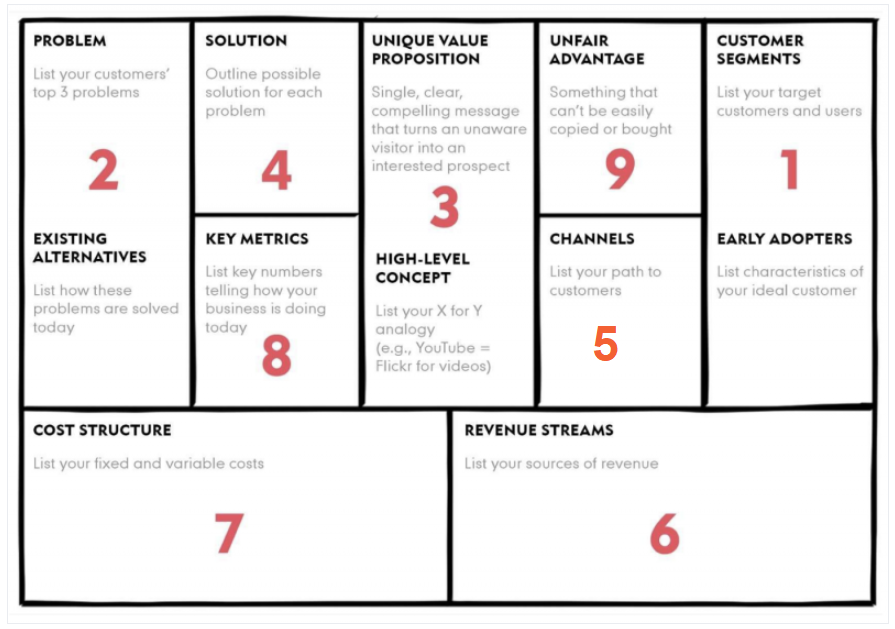 PROBLEM
List your customers'
top 3 problems
2
EXISTING
ALTERNATIVES
List how these
problems are solved
today
SOLUTION
Outline possible
solution for each
problem
4
KEY METRICS
List key numbers
telling how your
business is doing
today
8
UNIQUE VALUE
PROPOSITION
Single, clear,
compelling message
that turns an unaware
visitor into an
interested prospect
3
HIGH-LEVEL
CONCEPT
List your X for Y
analogy
(e.g., YouTube =
Flickr for videos)
UNFAIR
ADVANTAGE
Something that
can't be easily
copied or bought
9
CHANNELS
List your path to
customers
5
CUSTOMER
SEGMENTS
List your target
customers and users
1
EARLY ADOPTERS
List characteristics of
your ideal customer
COST STRUCTURE
List your fixed and variable costs
7
REVENUE STREAMS
List your sources of revenue
6